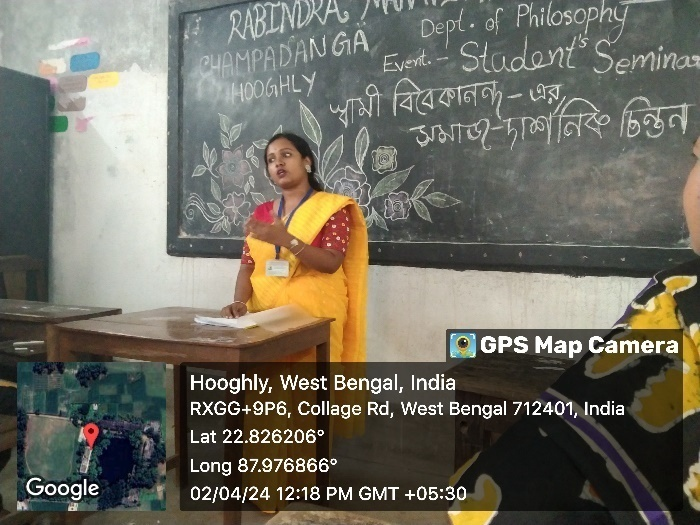 RABINDRA
CHAMPADANGA
HOOGHLY
Dept. of Philosophy
Event.- Student's Seminar
স্বামী বিবেকানন্দ - এর
সমাজ-দার্শনিক চিন্তন
GPS Map Camera
Hooghly, West Bengal, India
RXGG+9P6, Collage Rd, West Bengal 712401, India
Lat 22.826206°
Long 87.976866°
02/04/24 12:18 PM GMT +05:30
Google